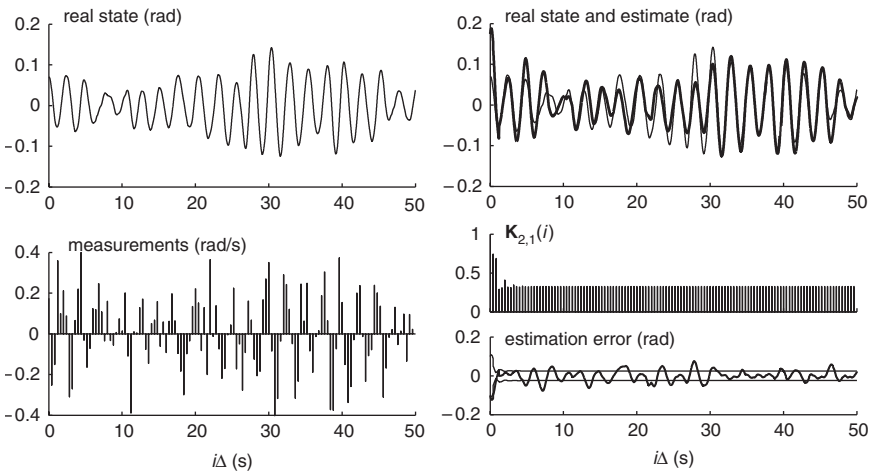 real state (rad)
0.2
0.1
0
−0.1
−0.2
0 10 20 30 40 50
measurements (rad/s)
0.4
0.2
0
−0.2
−0.4
0 10 20 30 40 50
iΔ (s)
real state and estimate (rad)
0.2
0.1
0
−0.1
−0.2
0 10 20 30 40 50
K2,1(i)
1
0.5
0
estimation error (rad)
0.2
0
−0.2
0 10 20 30 40 50
iΔ (s)